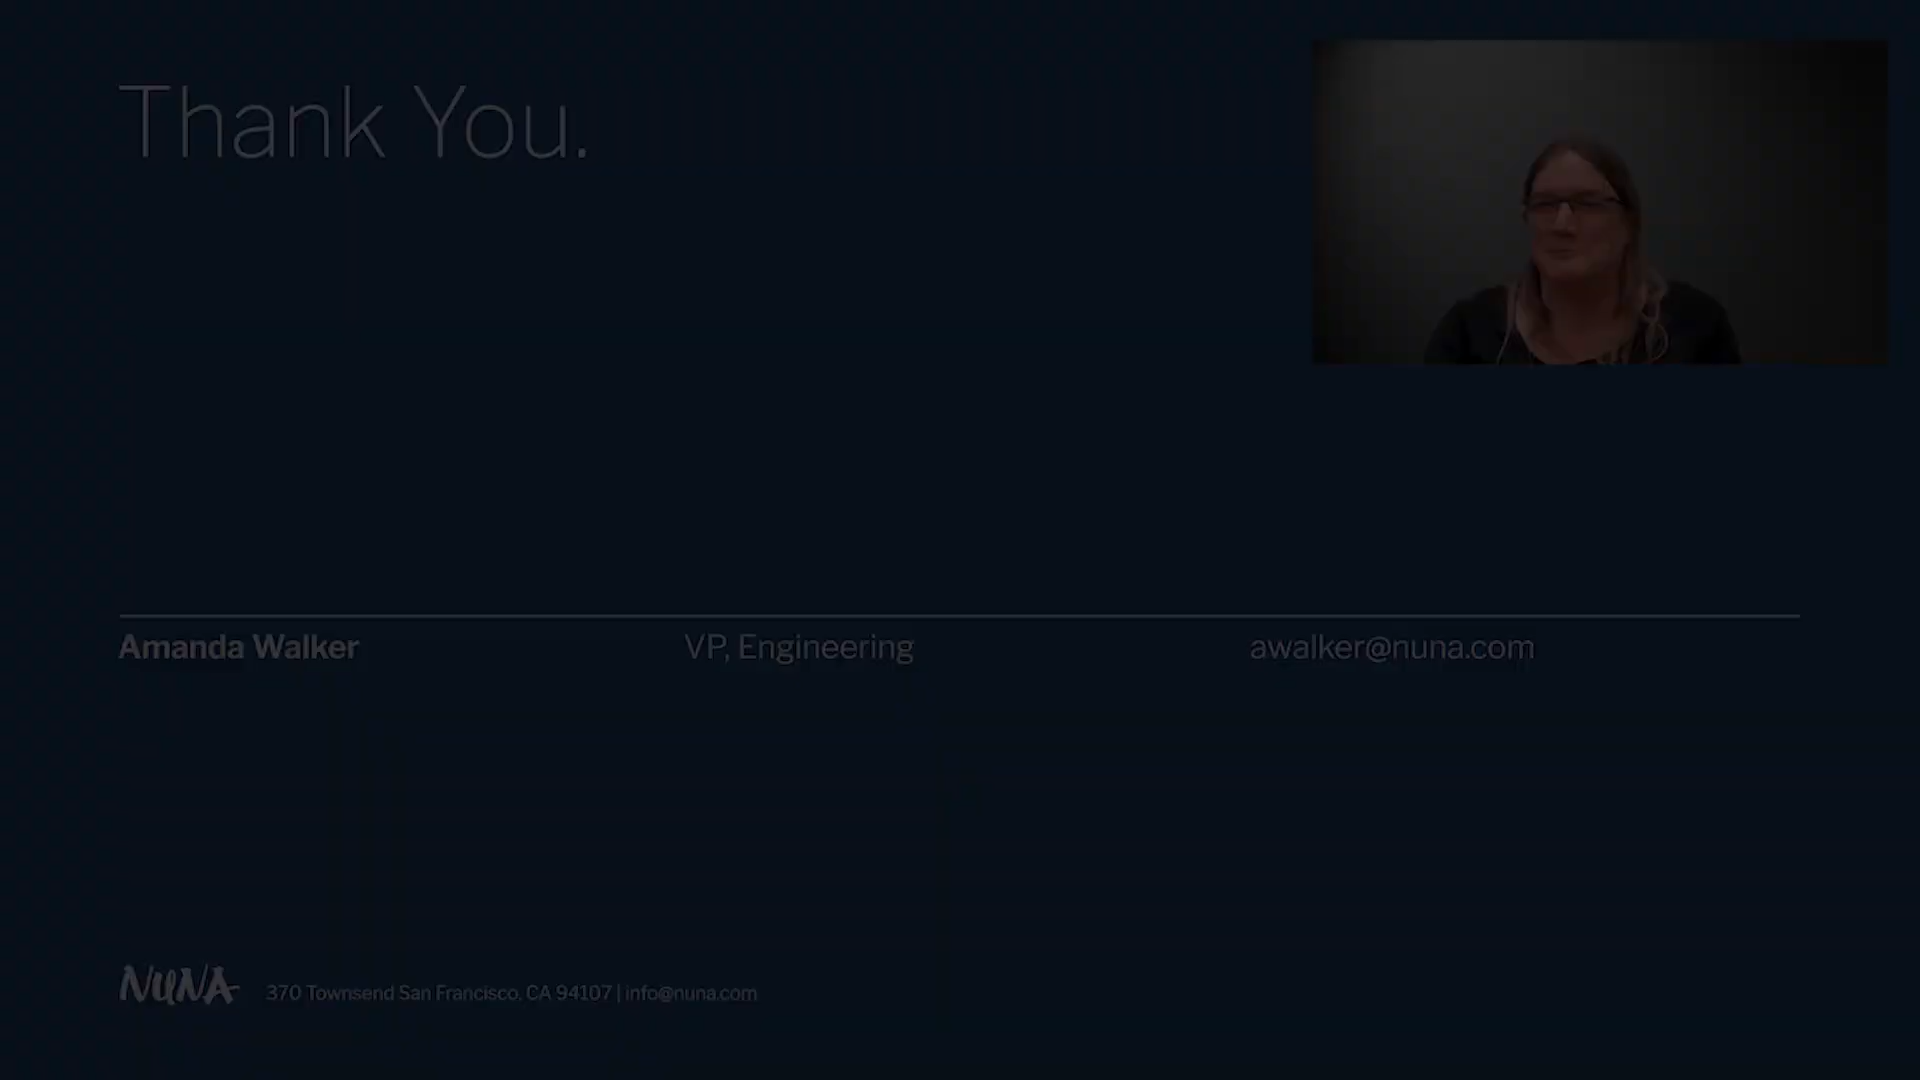 Thank You.
Amanda Walker VP, Engineering awalker@nuna.com
NUNA 370 Townsend San Francisco, CA 94107 | info@nuna.com